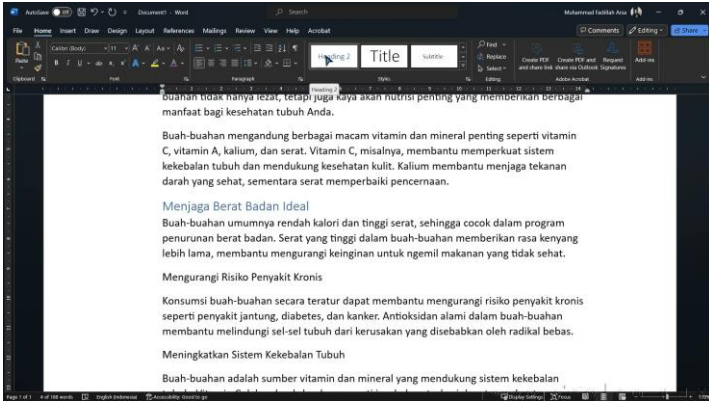 AutoSave Off Document1 - Word Search Muhammad Fadillah Arsa
File Home Insert Draw Design Layout References Mailings Review View Help Acrobat Comments Editing Share
Paste Calibri (Body) 11 Heading 2 Title Subtitle Find Replace Select Create PDF and share link Create PDF and share via Outlook Request Signatures Add-ins
Clipboard Font Paragraph Styles Editing Adobe Acrobat Add-ins
Heading 2
buahan tidak hanya lezat, tetapi juga kaya akan nutrisi penting yang memberikan berbagai
manfaat bagi kesehatan tubuh Anda.
Buah-buahan mengandung berbagai macam vitamin dan mineral penting seperti vitamin
C, vitamin A, kalium, dan serat. Vitamin C, misalnya, membantu memperkuat sistem
kekebalan tubuh dan mendukung kesehatan kulit. Kalium membantu menjaga tekanan
darah yang sehat, sementara serat memperbaiki pencernaan.
Menjaga Berat Badan Ideal
Buah-buahan umumnya rendah kalori dan tinggi serat, sehingga cocok dalam program
penurunan berat badan. Serat yang tinggi dalam buah-buahan memberikan rasa kenyang
lebih lama, membantu mengurangi keinginan untuk ngemil makanan yang tidak sehat.
Mengurangi Risiko Penyakit Kronis
Konsumsi buah-buahan secara teratur dapat membantu mengurangi risiko penyakit kronis
seperti penyakit jantung, diabetes, dan kanker. Antioksidan alami dalam buah-buahan
membantu melindungi sel-sel tubuh dari kerusakan yang disebabkan oleh radikal bebas.
Meningkatkan Sistem Kekebalan Tubuh
Buah-buahan adalah sumber vitamin dan mineral yang mendukung sistem kekebalan
Page 1 of 1 4 of 188 words English (Indonesia) Accessibility: Good to go Display Settings Focus